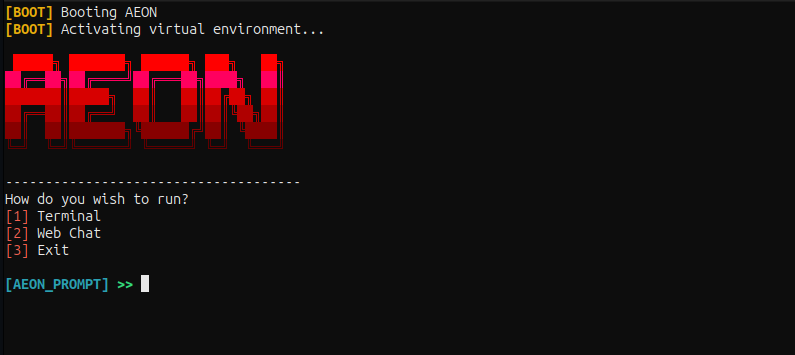 [BOOT] Booting AEON
[BOOT] Activating virtual environment...
AEON
-------------------------------------
How do you wish to run?
[1] Terminal
[2] Web Chat
[3] Exit
[AEON_PROMPT] >>